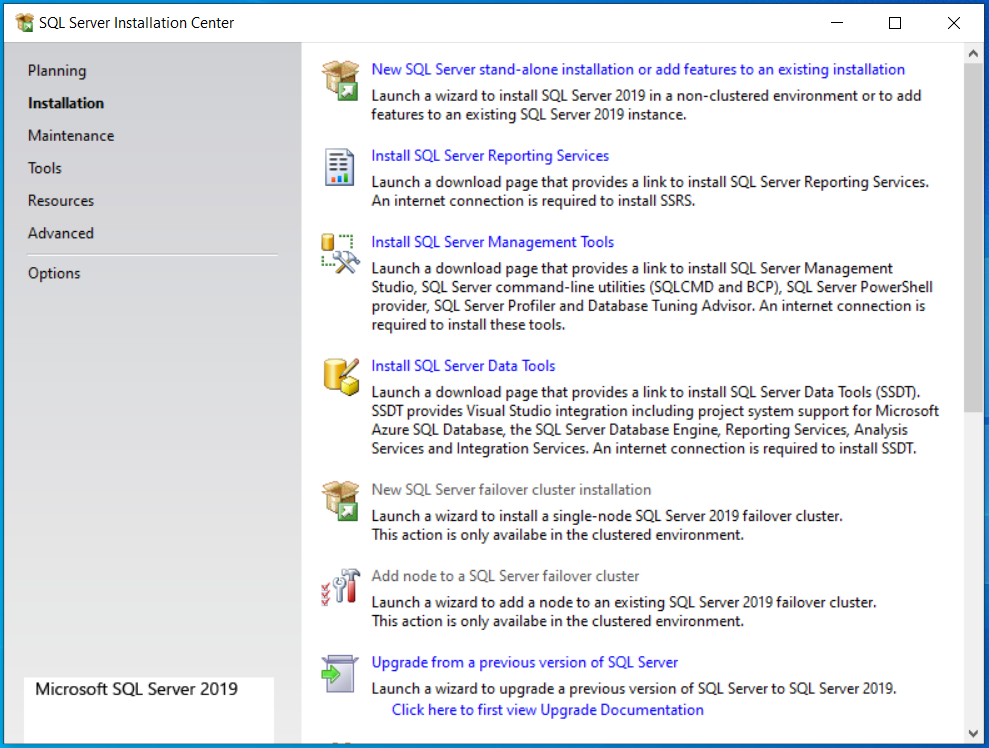 SQL Server Installation Center
Planning
Installation
Maintenance
Tools
Resources
Advanced
Options
Microsoft SQL Server 2019
New SQL Server stand-alone installation or add features to an existing installation
Launch a wizard to install SQL Server 2019 in a non-clustered environment or to add
features to an existing SQL Server 2019 instance.
Install SQL Server Reporting Services
Launch a download page that provides a link to install SQL Server Reporting Services.
An internet connection is required to install SSRS.
Install SQL Server Management Tools
Launch a download page that provides a link to install SQL Server Management
Studio, SQL Server command-line utilities (SQLCMD and BCP), SQL Server PowerShell
provider, SQL Server Profiler and Database Tuning Advisor. An internet connection is
required to install these tools.
Install SQL Server Data Tools
Launch a download page that provides a link to install SQL Server Data Tools (SSDT).
SSDT provides Visual Studio integration including project system support for Microsoft
Azure SQL Database, the SQL Server Database Engine, Reporting Services, Analysis
Services and Integration Services. An internet connection is required to install SSDT.
New SQL Server failover cluster installation
Launch a wizard to install a single-node SQL Server 2019 failover cluster.
This action is only availabe in the clustered environment.
Add node to a SQL Server failover cluster
Launch a wizard to add a node to an existing SQL Server 2019 failover cluster.
This action is only availabe in the clustered environment.
Upgrade from a previous version of SQL Server
Launch a wizard to upgrade a previous version of SQL Server to SQL Server 2019.
Click here to first view Upgrade Documentation